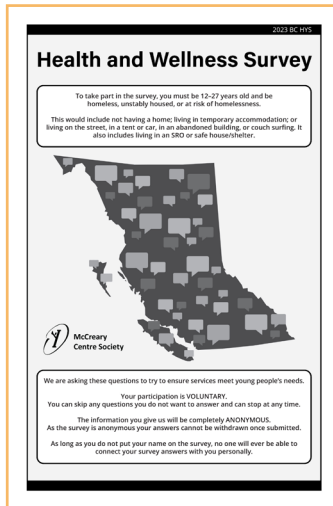 2023 BC HYS
Health and Wellness Survey
To take part in the survey, you must be 12–27 years old and be
homeless, unstably housed, or at risk of homelessness.
This would include not having a home; living in temporary accommodation; or
living on the street, in a tent or car, in an abandoned building, or couch surfing. It
also includes living in an SRO or safe house/shelter.
McCreary
Centre Society
We are asking these questions to try to ensure services meet young people's needs.
Your participation is VOLUNTARY.
You can skip any questions you do not want to answer and can stop at any time.
The information you give us will be completely ANONYMOUS.
As the survey is anonymous your answers cannot be withdrawn once submitted.
As long as you do not put your name on the survey, no one will ever be able to
connect your survey answers with you personally.